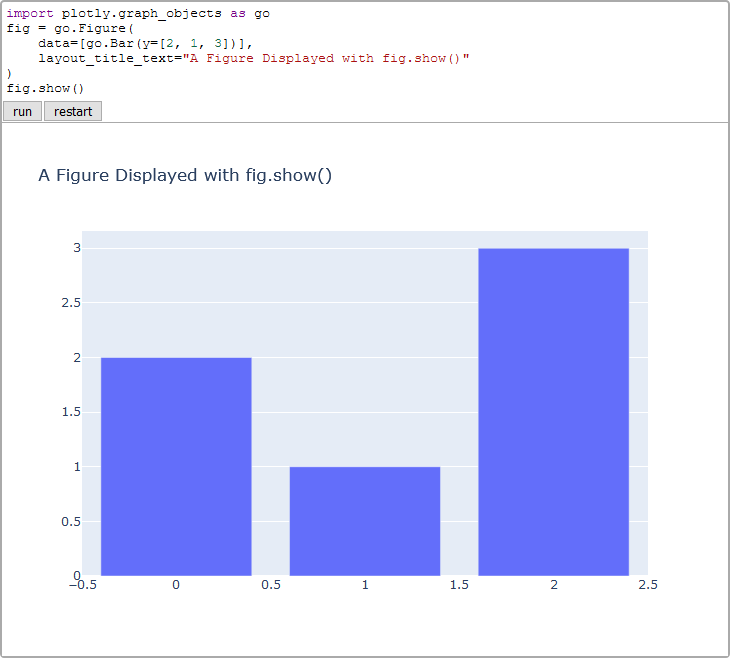 import plotly.graph_objects as go
fig = go.Figure(
    data=[go.Bar(y=[2, 1, 3])],
    layout_title_text="A Figure Displayed with fig.show()"
)
fig.show()
run restart
A Figure Displayed with fig.show()
3
2.5
2
1.5
1
0.5
0
−0.5 0 0.5 1 1.5 2 2.5